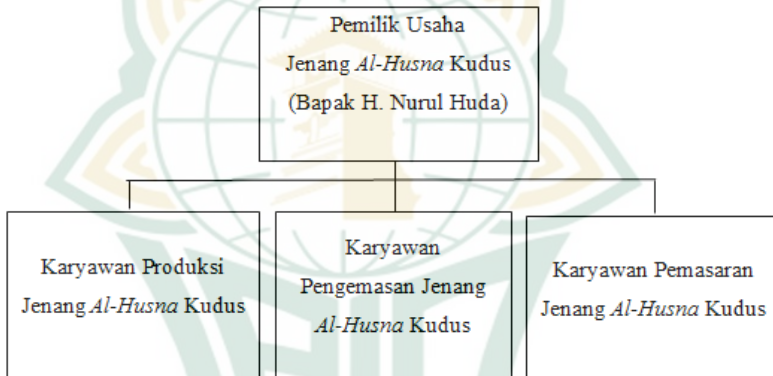 Pemilik Usaha
Jenang Al-Husna Kudus
(Bapak H. Nurul Huda)
Karyawan Produksi
Jenang Al-Husna Kudus
Karyawan
Pengemasan Jenang
Al-Husna Kudus
Karyawan Pemasaran
Jenang Al-Husna Kudus